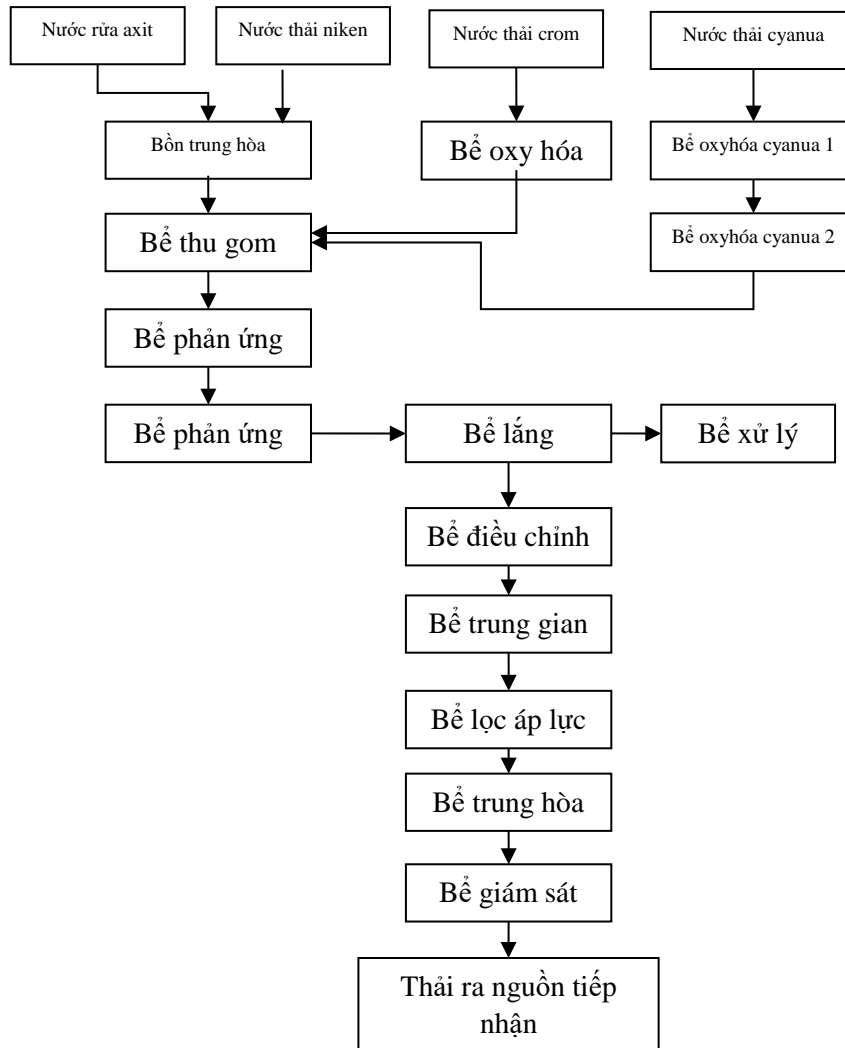 Nước rửa axit
Nước thải niken
Nước thải crom
Nước thải cyanua
Bồn trung hòa
Bể oxy hóa
Bể oxyhóa cyanua 1
Bể thu gom
Bể oxyhóa cyanua 2
Bể phản ứng
Bể phản ứng
Bể lắng
Bể xử lý
Bể điều chỉnh
Bể trung gian
Bể lọc áp lực
Bể trung hòa
Bể giám sát
Thải ra nguồn tiếp
nhận